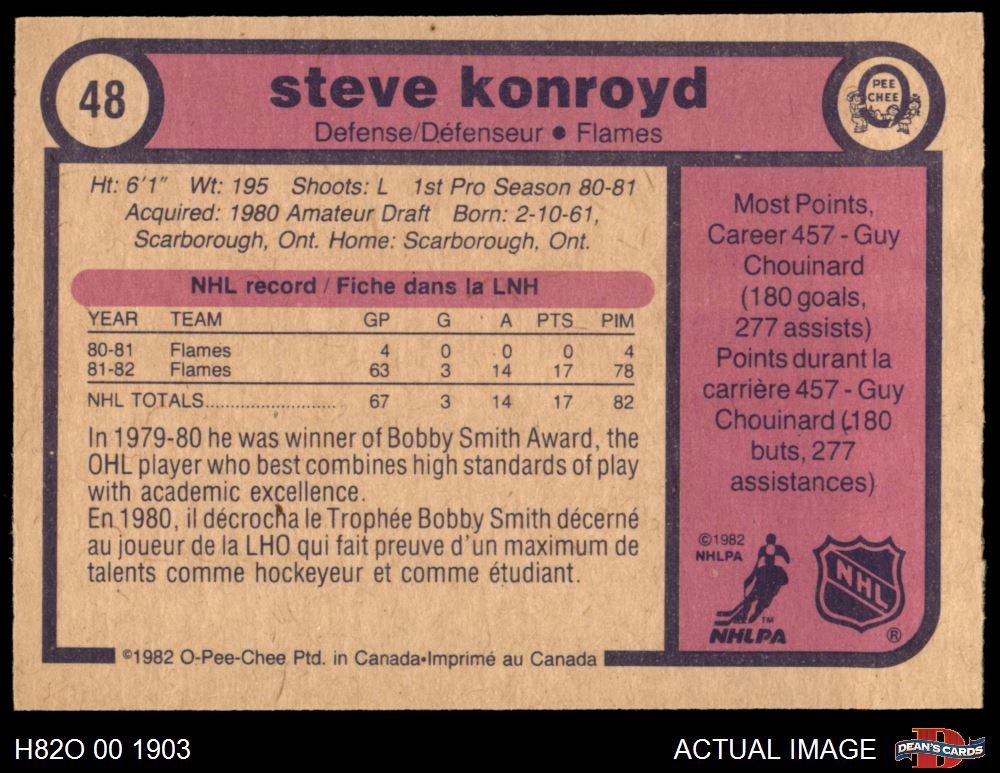 48
steve konroyd
PEE
CHEE
Defense/Défenseur ● Flames
Ht: 6'1" Wt: 195 Shoots: L 1st Pro Season 80-81
Acquired: 1980 Amateur Draft Born: 2-10-61,
Scarborough, Ont. Home: Scarborough, Ont.
NHL record / Fiche dans la LNH
YEAR TEAM GP G A PTS PIM
80-81 Flames 4 0 0 0 4
81-82 Flames 63 3 14 17 78
NHL TOTALS........................ 67 3 14 17 82
In 1979-80 he was winner of Bobby Smith Award, the
OHL player who best combines high standards of play
with academic excellence.
En 1980, il décrocha le Trophée Bobby Smith décerné
au joueur de la LHO qui fait preuve d'un maximum de
talents comme hockeyeur et comme étudiant.
©1982 O-Pee-Chee Ptd. in Canada•Imprimé au Canada
Most Points,
Career 457 - Guy
Chouinard
(180 goals,
277 assists)
Points durant la
carrière 457 - Guy
Chouinard (180
buts, 277
assistances)
©1982
NHLPA
TM
NHLPA
NHL
®
H82O 00 1903
ACTUAL IMAGE
D
DEAN'S CARDS